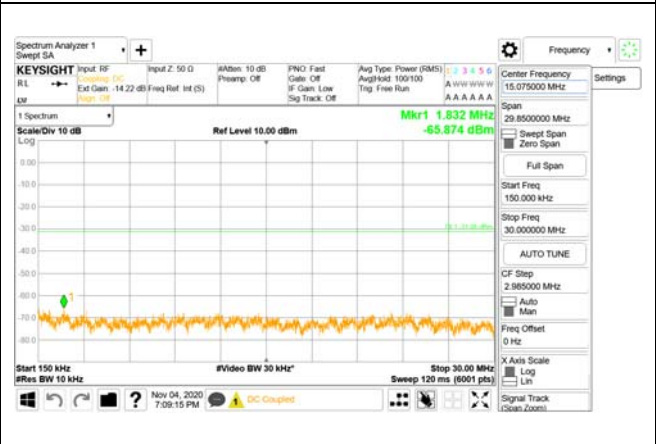 Spectrum Analyzer 1
Swept SA
Frequency
KEYSIGHT
RL
Input: RF
Coupling: DC
Ext Gain: -14.22 dB
Align: Off
Input Z: 50 Ω
Freq Ref: Int (S)
#Atten: 10 dB
Preamp: Off
PNO: Fast
Gate: Off
IF Gain: Low
Sig Track: Off
Avg Type: Power (RMS)
Avg|Hold: 100/100
Trig: Free Run
1 2 3 4 5 6
A W W W W W
A A A A A A
1 Spectrum
Scale/Div 10 dB
Log
Ref Level 10.00 dBm
Mkr1 1.832 MHz
-65.874 dBm
0.00
-10.0
-20.0
-30.0
-40.0
-50.0
-60.0
-70.0
-80.0
1
Start 150 kHz
#Res BW 10 kHz
#Video BW 30 kHz*
Stop 30.00 MHz
Sweep 120 ms (6001 pts)
Nov 04, 2020
7:09:15 PM
DC Coupled
Settings
Center Frequency
15.075000 MHz
Span
29.8500000 MHz
Swept Span
Zero Span
Full Span
Start Freq
150.000 kHz
Stop Freq
30.000000 MHz
AUTO TUNE
CF Step
2.985000 MHz
Auto
Man
Freq Offset
0 Hz
X Axis Scale
Log
Lin
Signal Track
(Span Zoom)